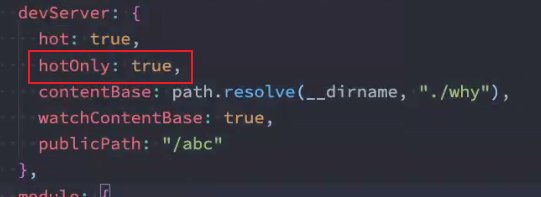 devServer: {
hot: true,
hotOnly: true,
contentBase: path.resolve(__dirname, "./why"),
watchContentBase: true,
publicPath: "/abc"
},
module: {